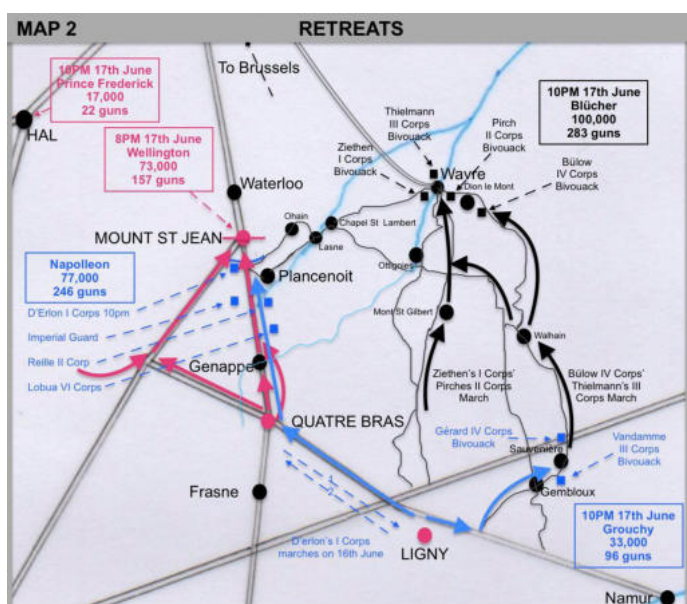 MAP 2
RETREATS
To Brussels
10PM 17th June
Prince Frederick
17,000
22 guns
HAL
8PM 17th June
Wellington
73,000
157 guns
Thielmann
III Corps
Bivouack
Pirch
II Corps
Bivouack
Ziethen
I Corps
Bivouack
10PM 17th June
Blücher
100,000
283 guns
Bülow
IV Corps
Bivouack
Wavre
Dion le Mont
Waterloo
Ohain
Chapel St Lambert
MOUNT ST JEAN
Lasne
Ottignies
Plancenoit
Napolleon
77,000
246 guns
D'Erlon I Corps 10pm
Imperial Guard
Reille II Corp
Lobua VI Corps
Mont St Gilbert
Walhain
Genappe
Ziethen's I Corps'
Pirches II Corps
March
Bülow IV Corps'
Thielmann's III
Corps March
QUATRE BRAS
Gérard IV Corps
Bivouack
Vandamme
III Corps
Bivouack
Sauvenière
Gembloux
Frasne
D'erlon's I Corps
marches on 16th June
LIGNY
10PM 17th June
Grouchy
33,000
96 guns
Namur